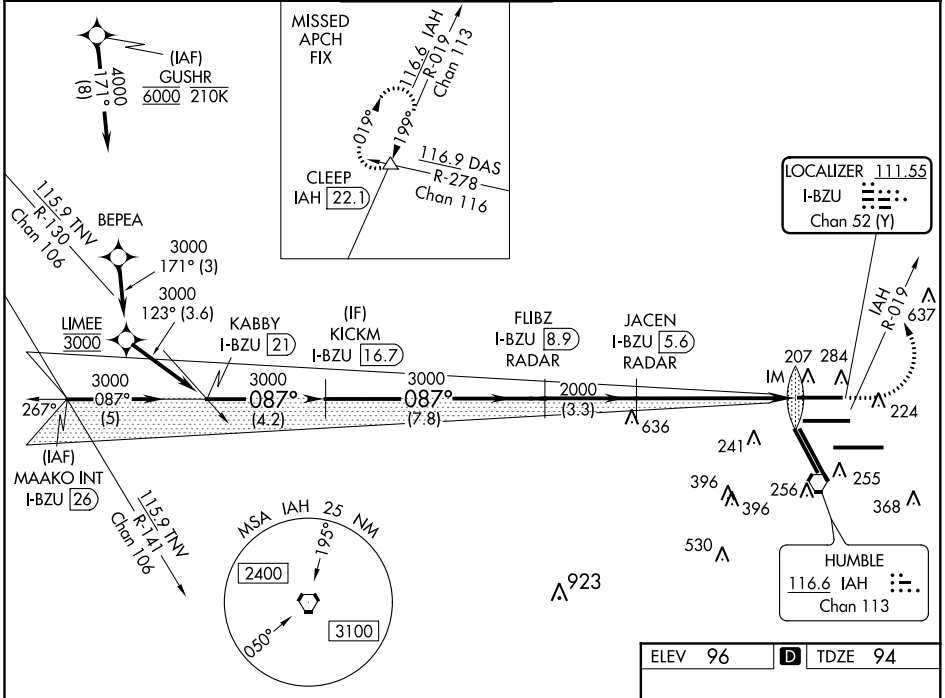 (IAF)
GUSHR
6000 210K
4000
171°
(8)
MISSED
APCH
FIX
116.6 IAH
R-019
Chan 113
019°
199°
CLEEP
IAH 22.1
116.9 DAS
R-278
Chan 116
LOCALIZER 111.55
I-BZU
Chan 52 (Y)
115.9 TNV
R-130
Chan 106
BEPEA
3000
171° (3)
3000
123° (3.6)
LIMEE
3000
KABBY
I-BZU 21
(IF)
KICKM
I-BZU 16.7
FLIBZ
I-BZU 8.9
RADAR
JACEN
I-BZU 5.6
RADAR
IAH
R-019
637
IM
207
284
267°
3000
087°
(5)
3000
087°
(4.2)
3000
087°
(7.8)
2000
(3.3)
636
224
(IAF)
MAAKO INT
I-BZU 26
115.9 TNV
R-141
Chan 106
241
396
396
256
255
368
530
923
MSA IAH 25 NM
195°
2400
050°
3100
HUMBLE
116.6 IAH
Chan 113
ELEV 96 D TDZE 94